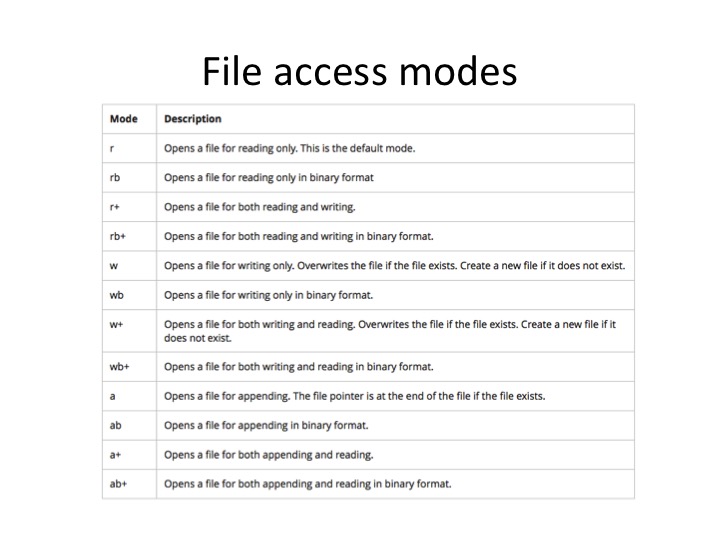 File access modes
Mode Description
r Opens a file for reading only. This is the default mode.
rb Opens a file for reading only in binary format
r+ Opens a file for both reading and writing.
rb+ Opens a file for both reading and writing in binary format.
w Opens a file for writing only. Overwrites the file if the file exists. Create a new file if it does not exist.
wb Opens a file for writing only in binary format.
w+ Opens a file for both writing and reading. Overwrites the file if the file exists. Create a new file if it
does not exist.
wb+ Opens a file for both writing and reading in binary format.
a Opens a file for appending. The file pointer is at the end of the file if the file exists.
ab Opens a file for appending in binary format.
a+ Opens a file for both appending and reading.
ab+ Opens a file for both appending and reading in binary format.